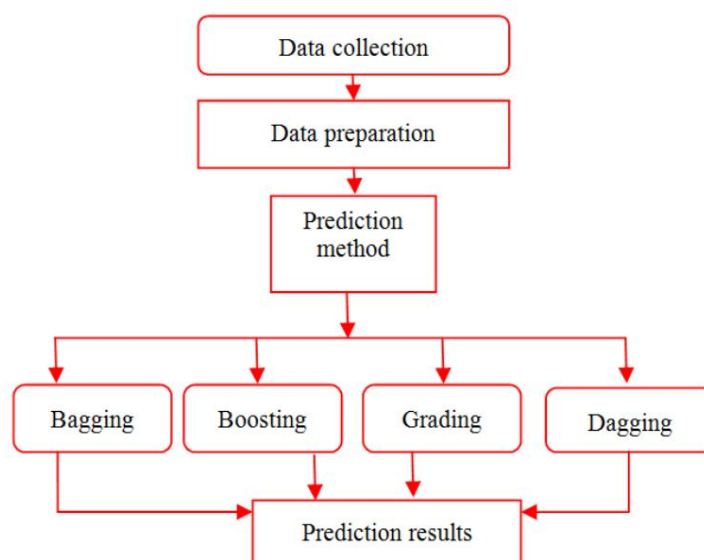 Data collection
Data preparation
Prediction
method
Bagging
Boosting
Grading
Dagging
Prediction results